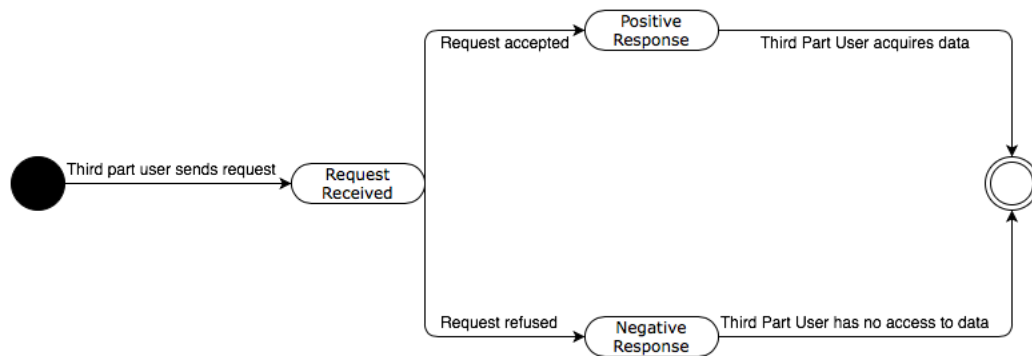 Positive
Response
Request accepted
Third Part User acquires data
Third part user sends request
Request
Received
Request refused
Negative
Response
Third Part User has no access to data